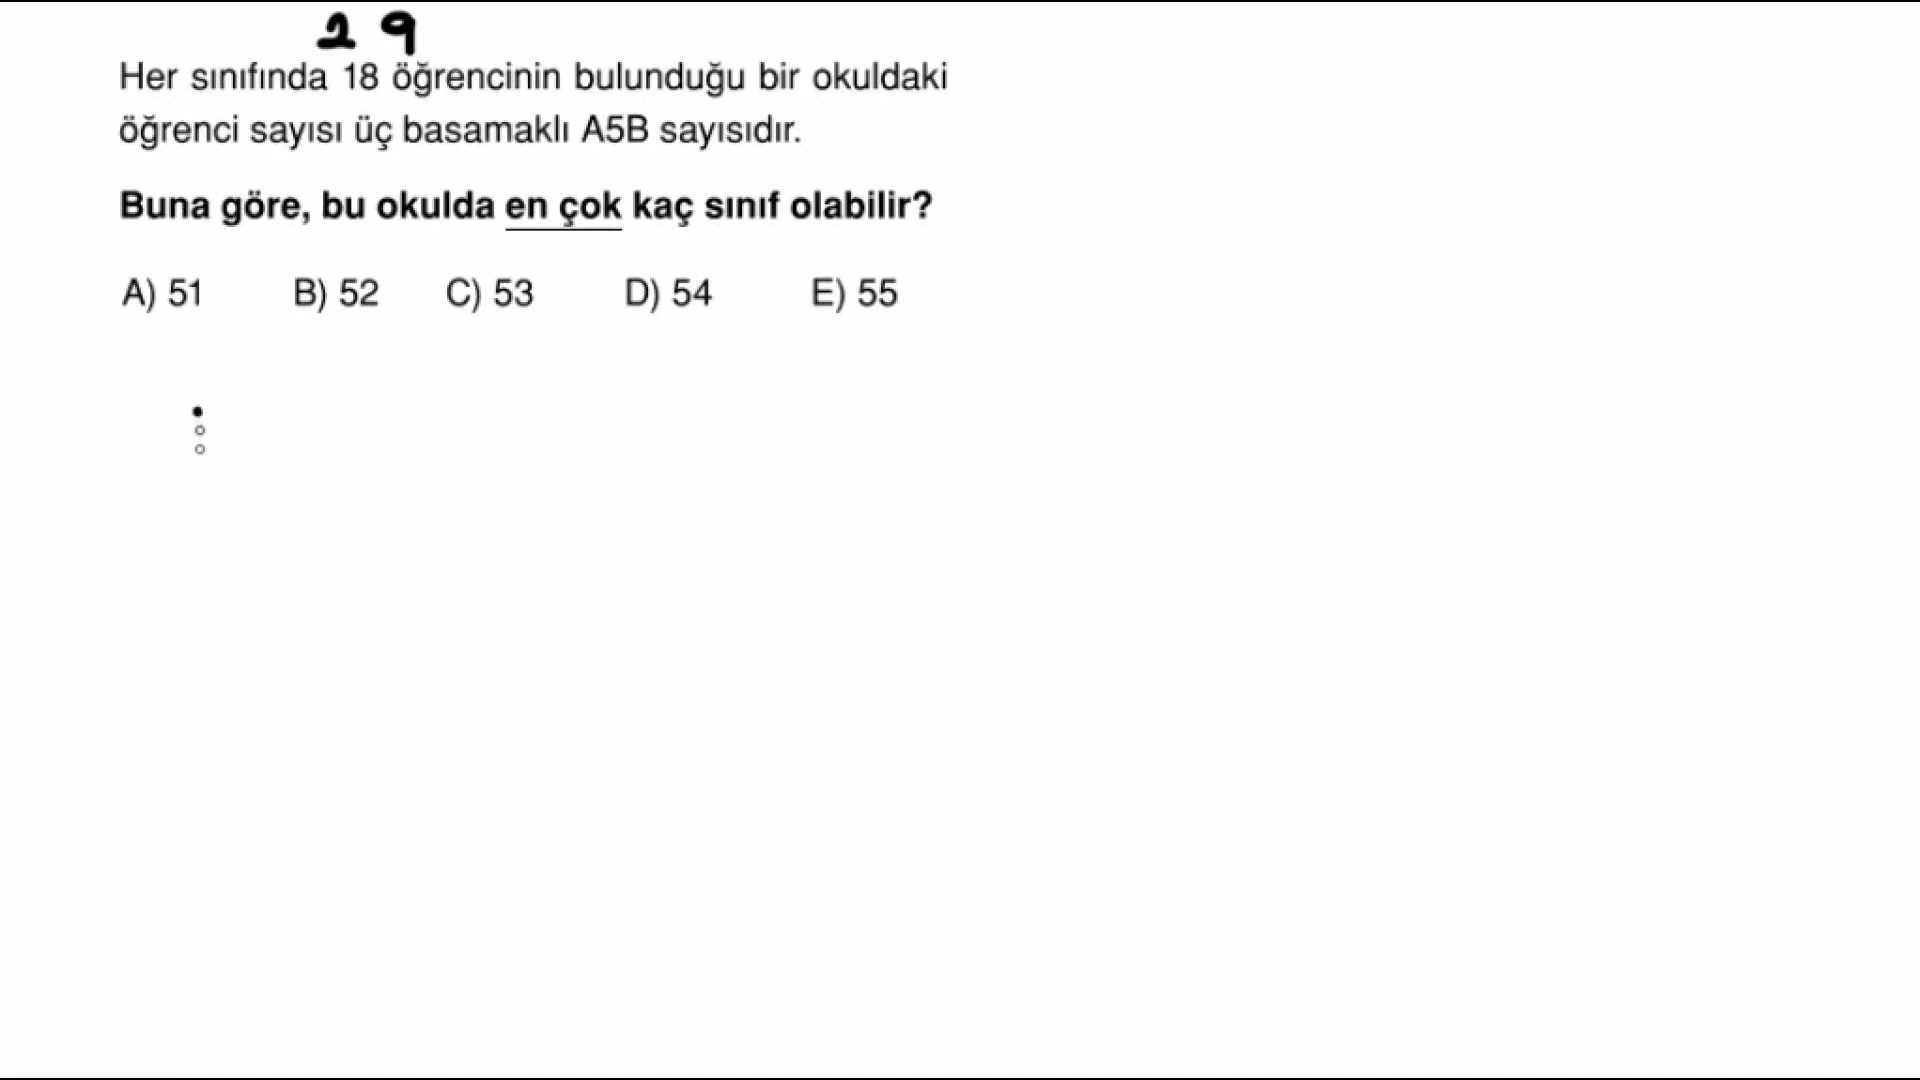 2 9
Her sınıfında 18 öğrencinin bulunduğu bir okuldaki
öğrenci sayısı üç basamaklı A5B sayısıdır.
Buna göre, bu okulda en çok kaç sınıf olabilir?
A) 51 B) 52 C) 53 D) 54 E) 55